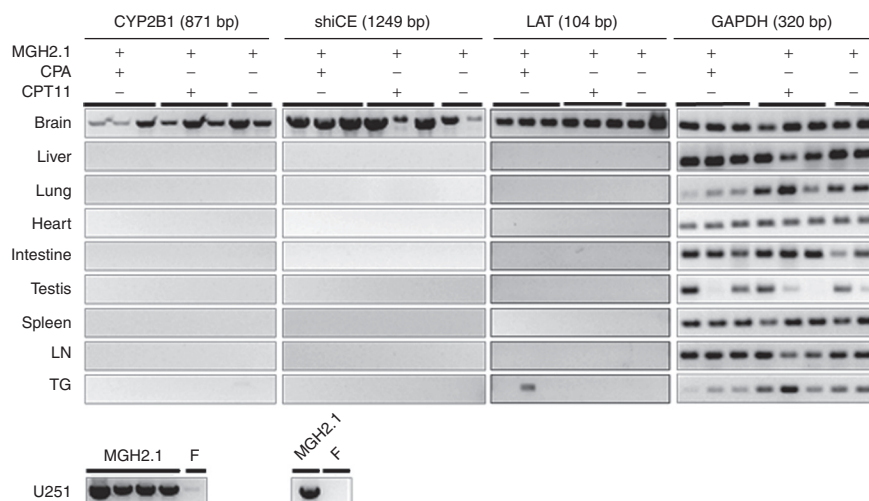 CYP2B1 (871 bp) shiCE (1249 bp) LAT (104 bp) GAPDH (320 bp)
MGH2.1 + + + + + + + + + + + +
CPA + − − + − − + − − + − −
CPT11 − + − − + − − + − − + −
Brain
Liver
Lung
Heart
Intestine
Testis
Spleen
LN
TG
MGH2.1 F MGH2.1 F
U251